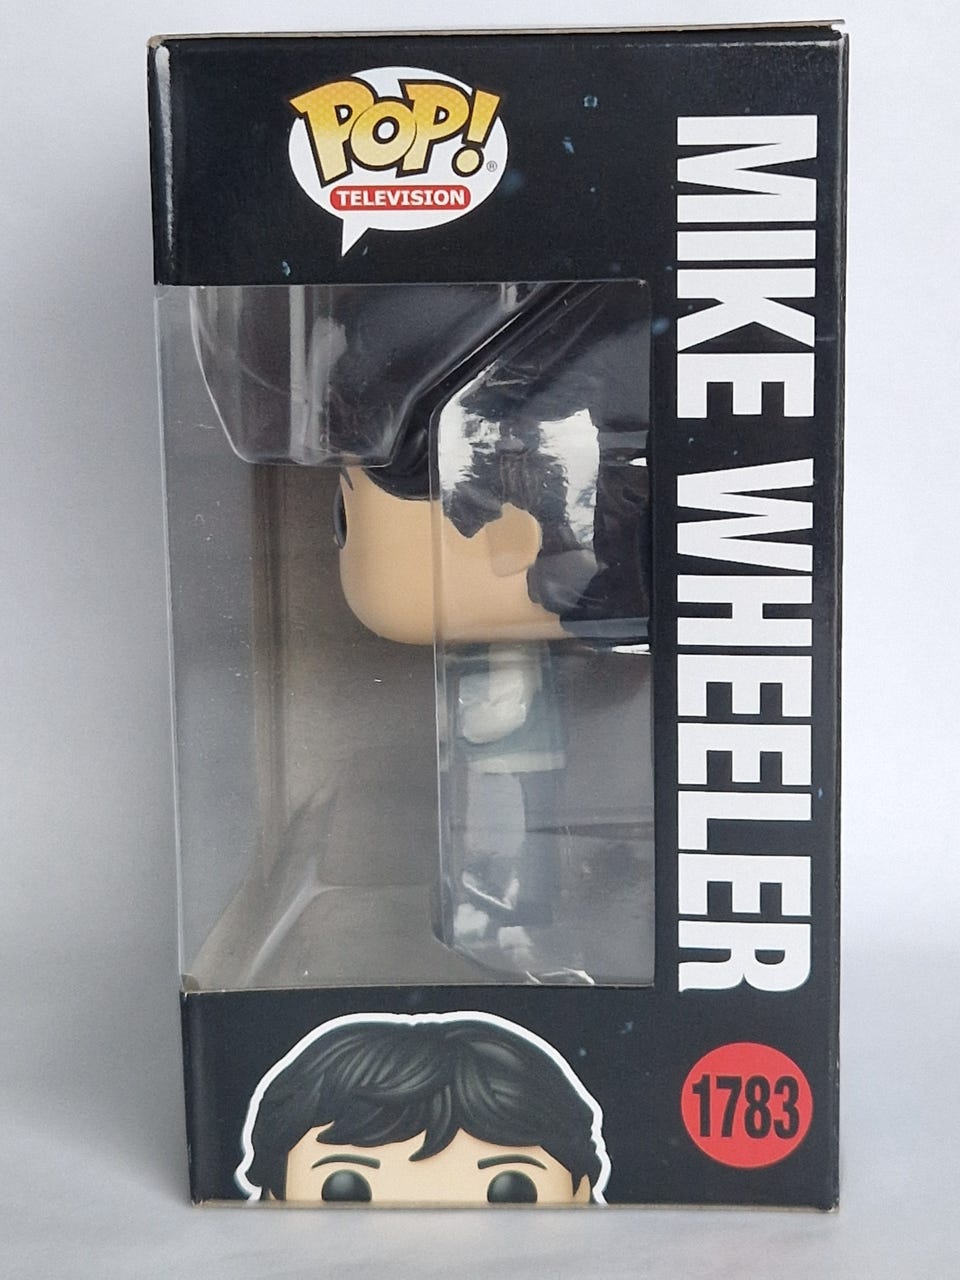 POP!
®
TELEVISION
MIKE WHEELER
1783